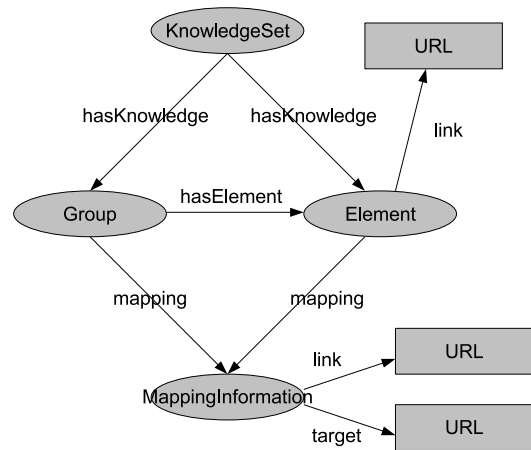 KnowledgeSet
URL
hasKnowledge
hasKnowledge
link
hasElement
Group
Element
mapping
mapping
link
URL
MappingInformation
target
URL